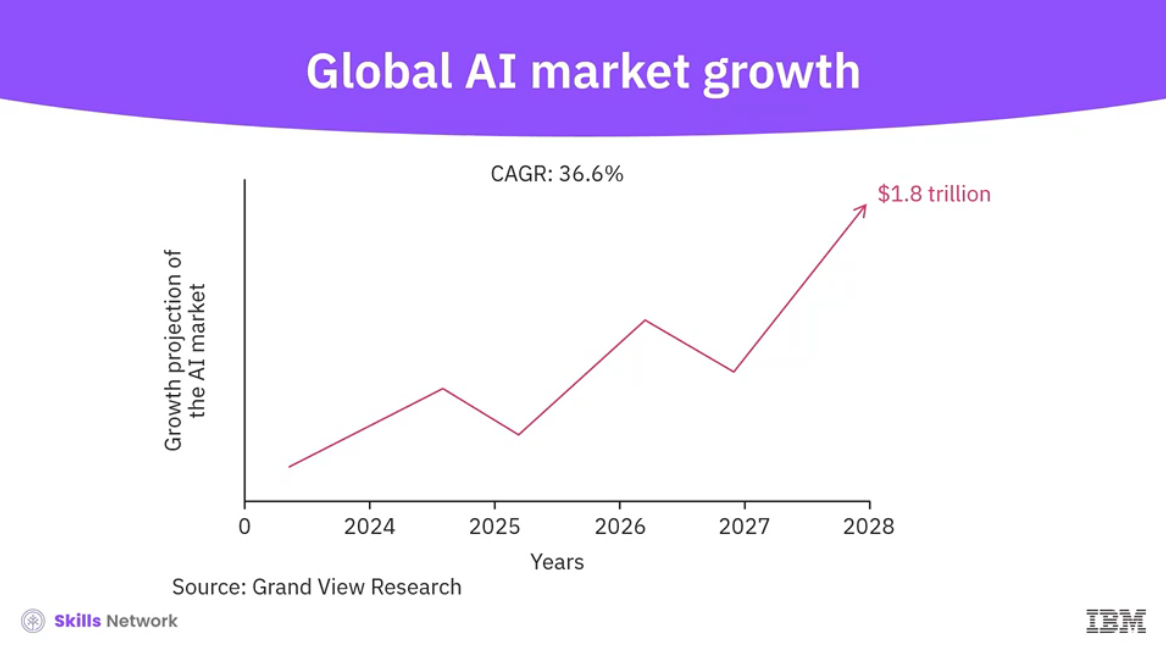 Global AI market growth
CAGR: 36.6%
$1.8 trillion
Growth projection of
the AI market
0
2024
2025
2026
2027
2028
Years
Source: Grand View Research
Skills Network
IBM